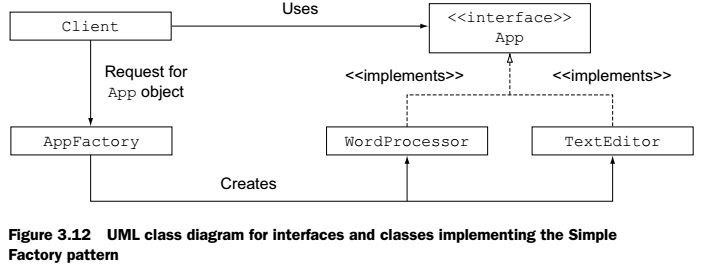 Uses
Client
<<interface>>
App
Request for
App object
<<implements>>
<<implements>>
AppFactory
WordProcessor
TextEditor
Creates
Figure 3.12 UML class diagram for interfaces and classes implementing the Simple
Factory pattern